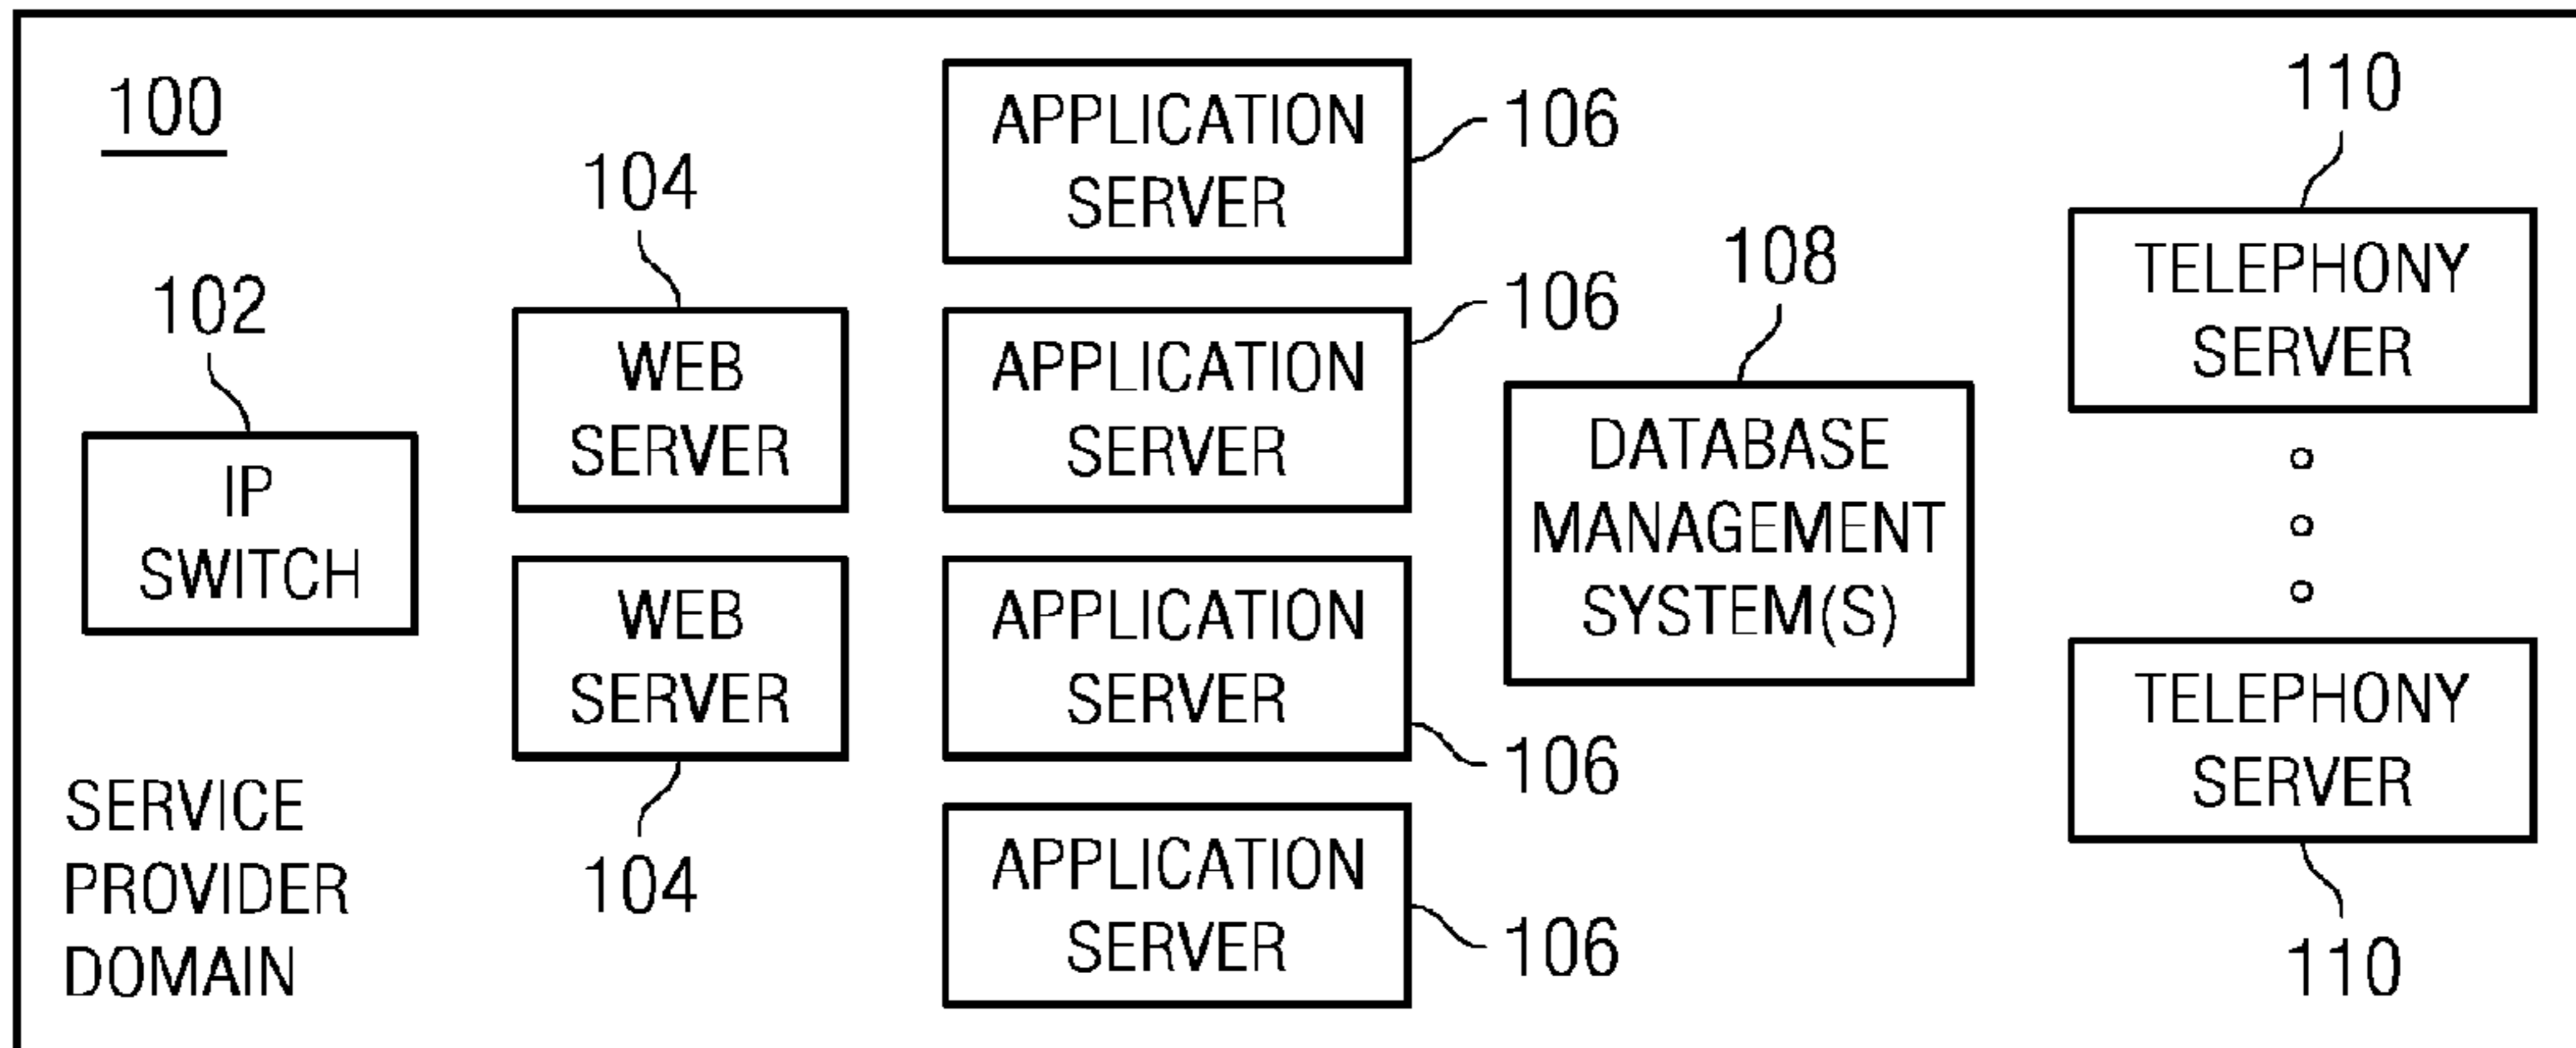 100
102
IP
SWITCH
SERVICE
PROVIDER
DOMAIN
104
WEB
SERVER
WEB
SERVER
104
APPLICATION
SERVER
106
APPLICATION
SERVER
106
APPLICATION
SERVER
106
APPLICATION
SERVER
106
108
DATABASE
MANAGEMENT
SYSTEM(S)
110
TELEPHONY
SERVER
TELEPHONY
SERVER
110